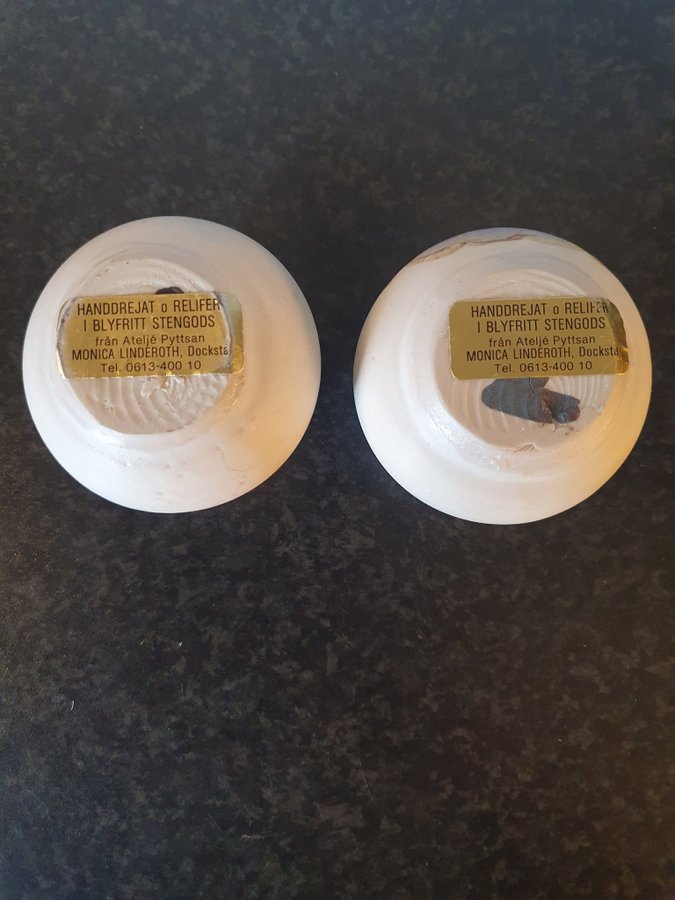 HANDDREJAT o RELIFER
I BLYFRITT STENGODS
från Ateljé Pyttsan
MONICA LINDEROTH, Docksta
Tel. 0613-400 10
HANDDREJAT o RELIFER
I BLYFRITT STENGODS
från Ateljé Pyttsan
MONICA LINDEROTH, Docksta
Tel. 0613-400 10